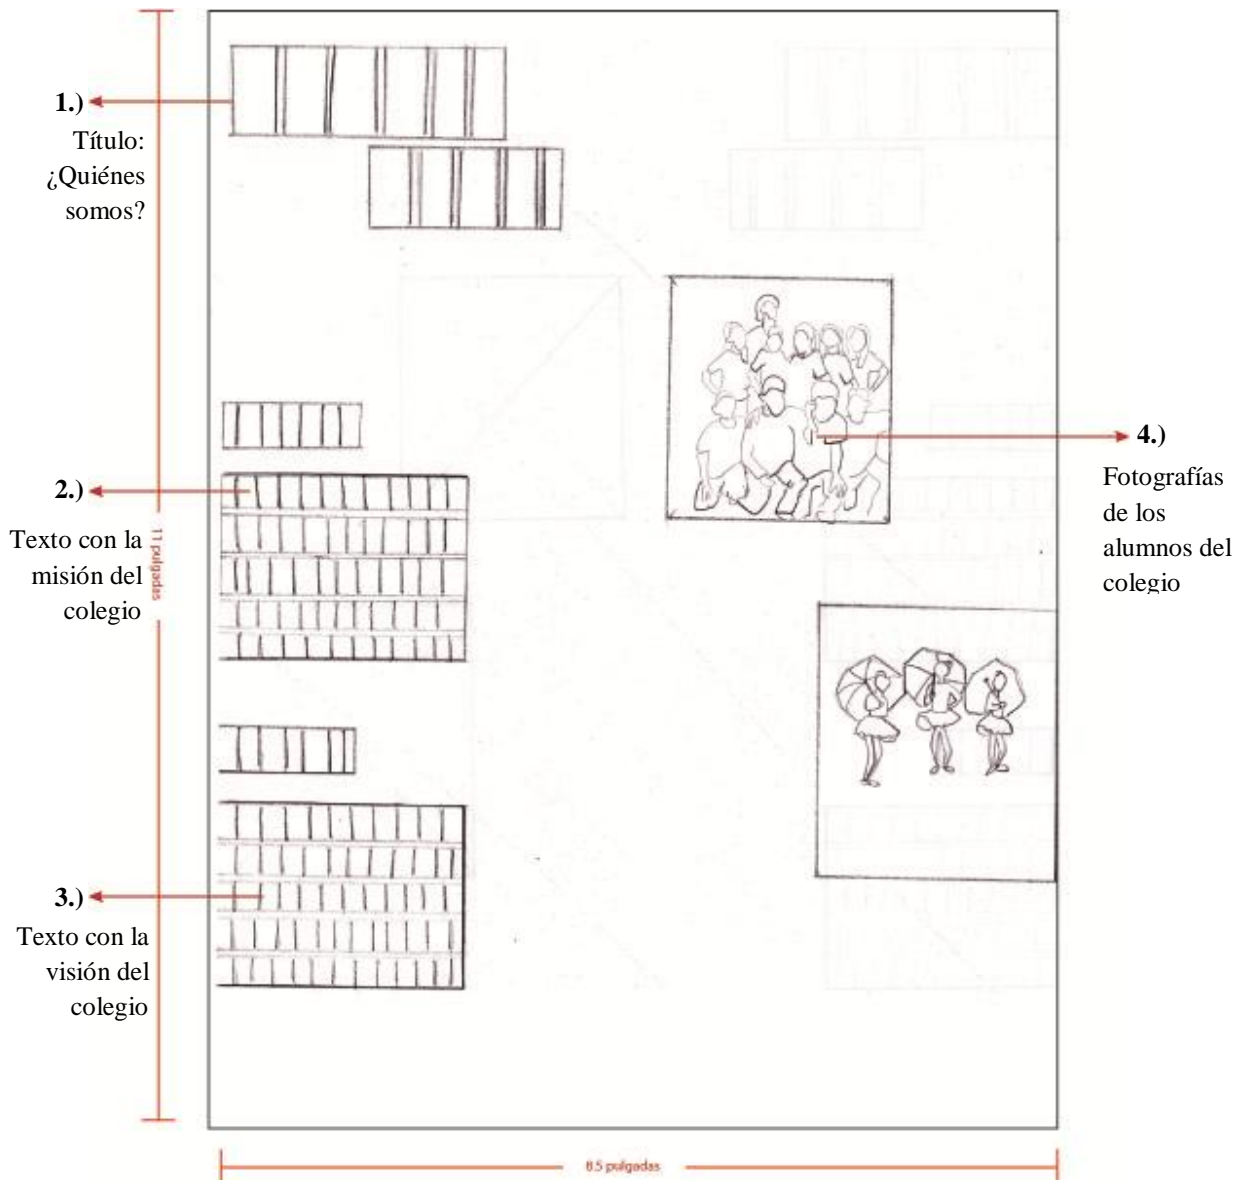 1.)
Título:
¿Quiénes
somos?
2.)
Texto con la
misión del
colegio
11 pulgadas
3.)
Texto con la
visión del
colegio
4.)
Fotografías
de los
alumnos del
colegio
8.5 pulgadas